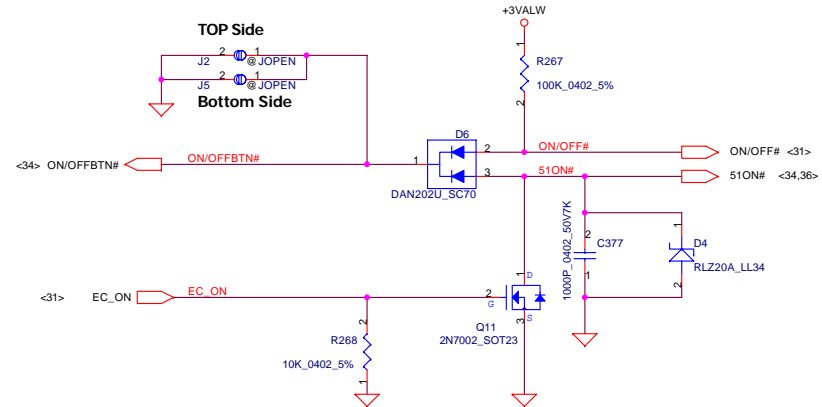 TOP Side
+3VALW
2
1
J2
@JOPEN
2
1
J5
@JOPEN
Bottom Side
1
R267
100K_0402_5%
2
D6
<34> ON/OFFBTN#
ON/OFFBTN#
1
2
ON/OFF#
ON/OFF# <31>
3
51ON#
51ON# <34,36>
DAN202U_SC70
1000P_0402_50V7K
2
C377
1
1
D4
RLZ20A_LL34
2
<31> EC_ON
EC_ON
2
G
1
D
3
S
Q11
2N7002_SOT23
2
R268
10K_0402_5%
1